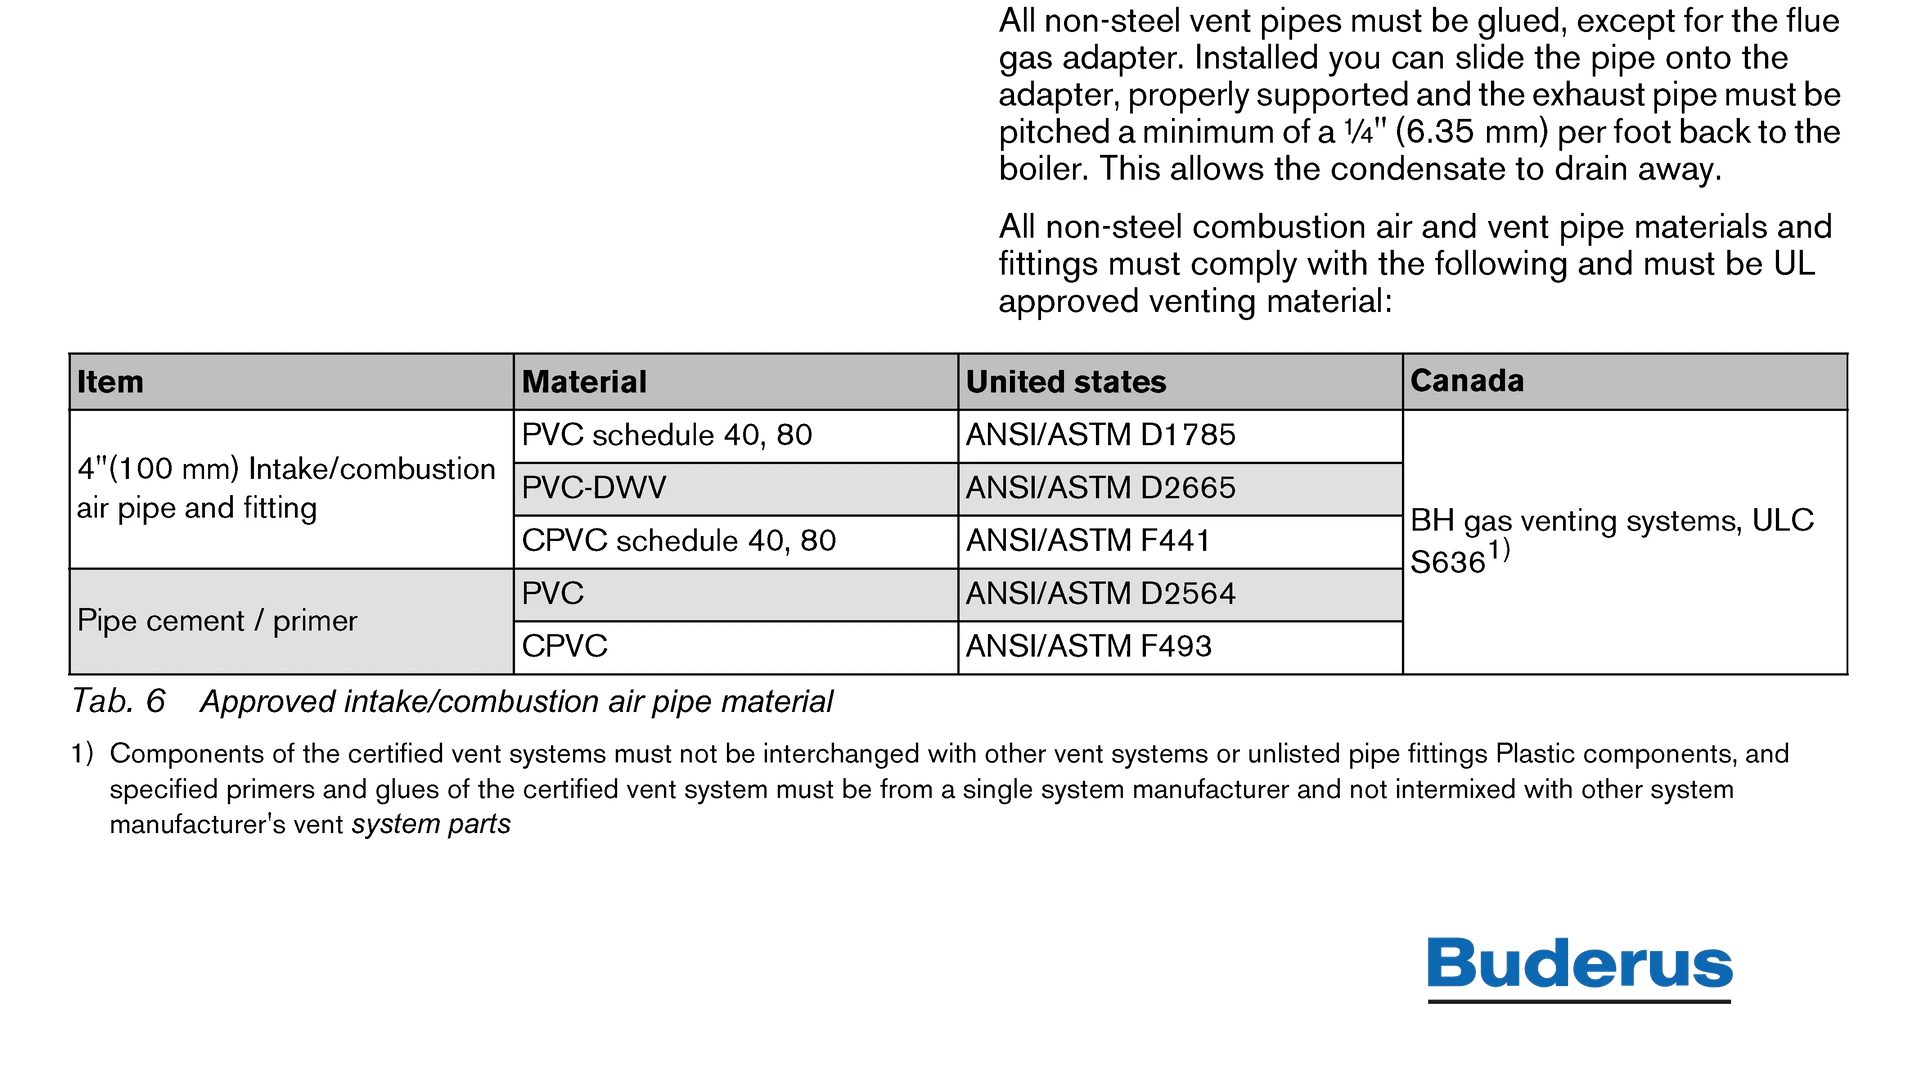 All non-steel vent pipes must be glued, except for the flue
gas adapter. Installed you can slide the pipe onto the
adapter, properly supported and the exhaust pipe must be
pitched a minimum of a ¼" (6.35 mm) per foot back to the
boiler. This allows the condensate to drain away.
All non-steel combustion air and vent pipe materials and
fittings must comply with the following and must be UL
approved venting material:
Item Material United states Canada
4"(100 mm) Intake/combustion
air pipe and fitting
PVC schedule 40, 80 ANSI/ASTM D1785
PVC-DWV ANSI/ASTM D2665
CPVC schedule 40, 80 ANSI/ASTM F441
BH gas venting systems, ULC
S636¹⁾
Pipe cement / primer
PVC ANSI/ASTM D2564
CPVC ANSI/ASTM F493
Tab. 6 Approved intake/combustion air pipe material
1) Components of the certified vent systems must not be interchanged with other vent systems or unlisted pipe fittings Plastic components, and
specified primers and glues of the certified vent system must be from a single system manufacturer and not intermixed with other system
manufacturer's vent system parts
Buderus